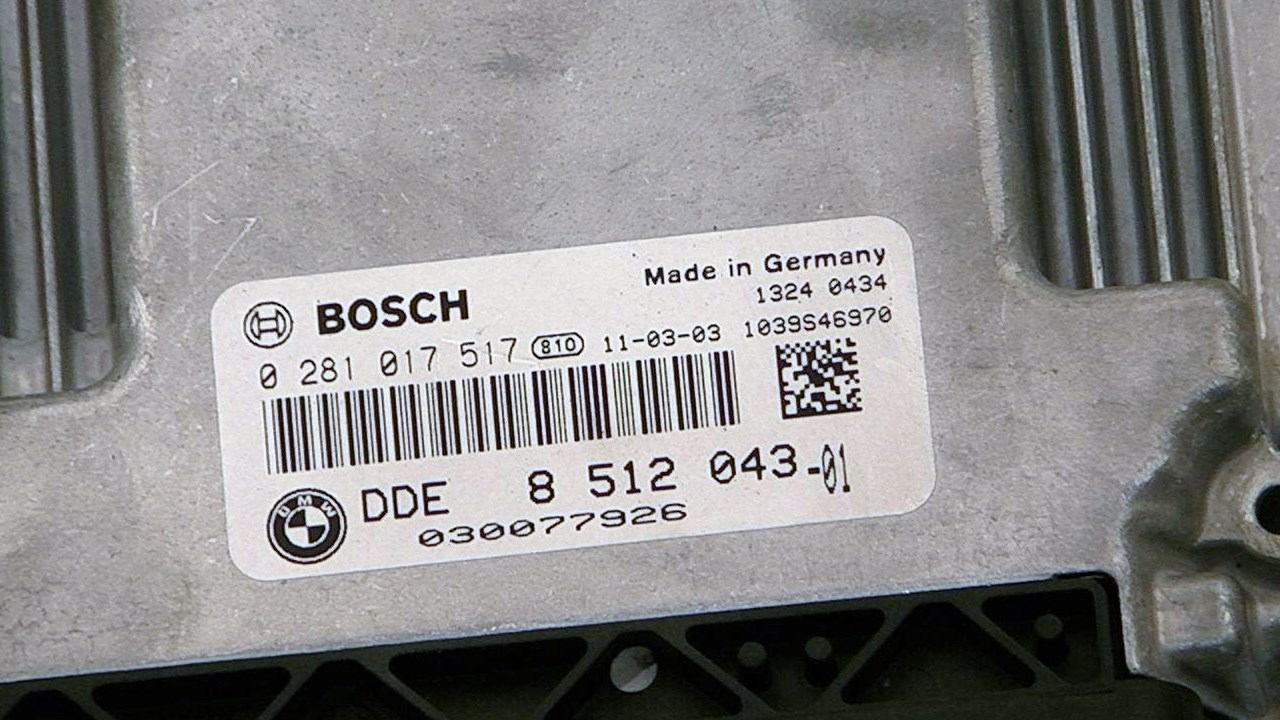 BOSCH
Made in Germany
1324 0434
0 281 017 517 810 11-03-03 1039S46970
BMW DDE 8 512 043-01
030077926